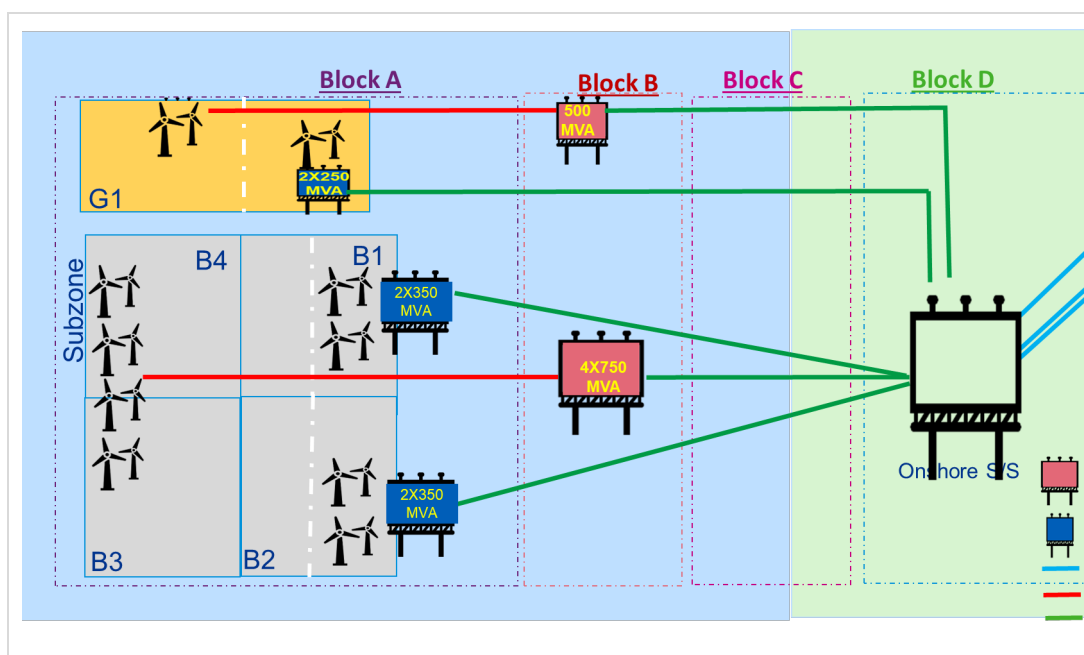 Block A
Block B
Block C
Block D
500
MVA
2X250
MVA
G1
B4
B1
2X350
MVA
Subzone
4X750
MVA
Onshore S/S
2X350
MVA
B3
B2